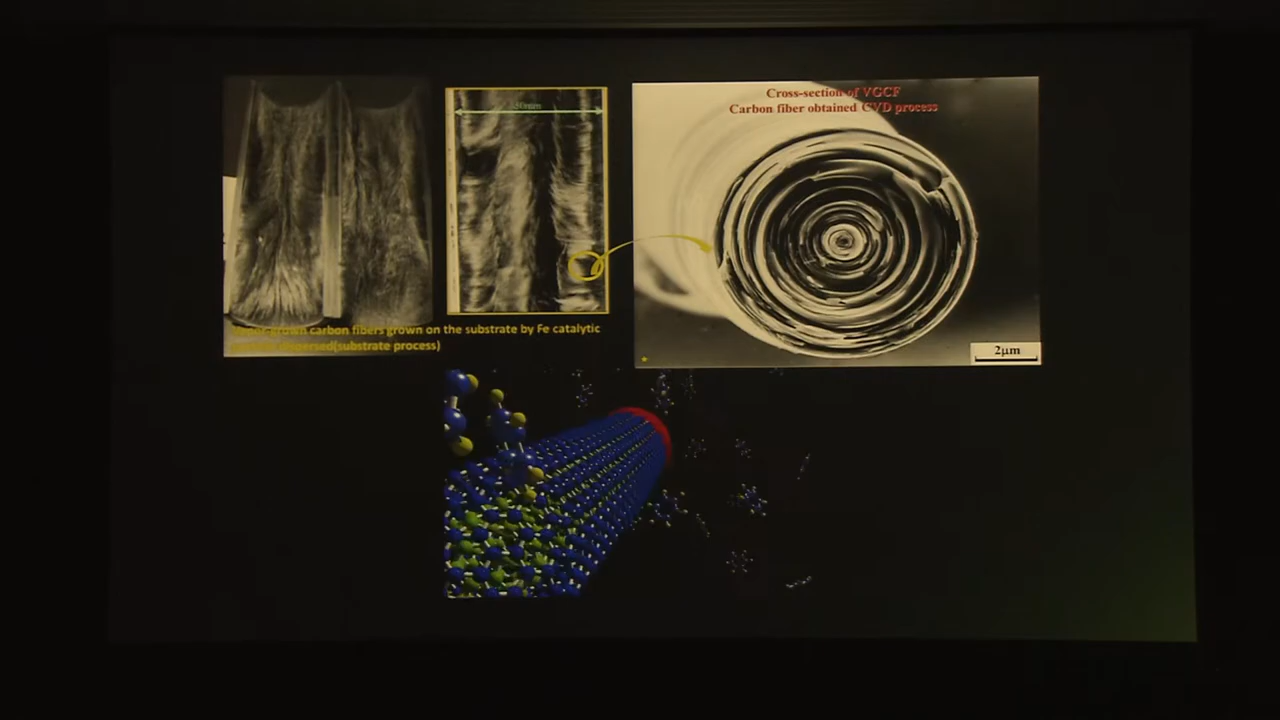 Cross-section of VGCF
Carbon fiber obtained CVD process
grown carbon fibers grown on the substrate by Fe catalytic
dispersed(substrate process)
2μm